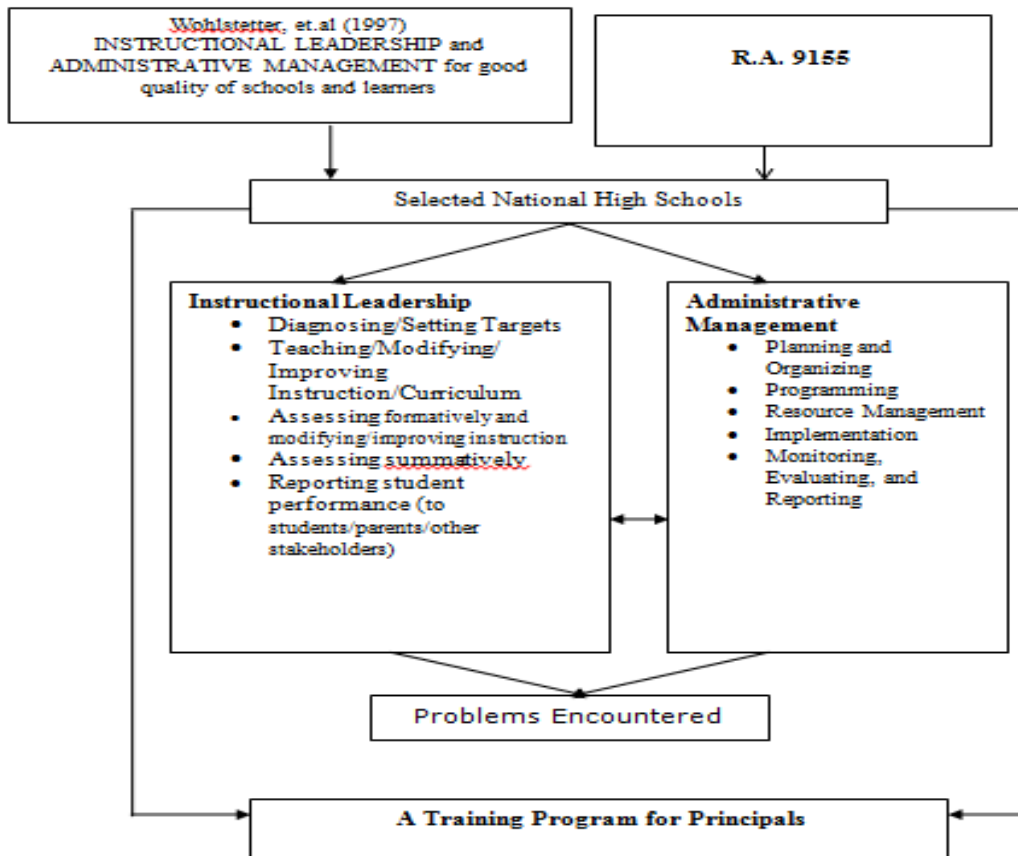 Wohlstetter, et.al (1997)
INSTRUCTIONAL LEADERSHIP and
ADMINISTRATIVE MANAGEMENT for good
quality of schools and learners
R.A. 9155
Selected National High Schools
Instructional Leadership
• Diagnosing/Setting Targets
• Teaching/Modifying/
Improving
Instruction/Curriculum
• Assessing formatively and
modifying/improving instruction
• Assessing summatively
• Reporting student
performance (to
students/parents/other
stakeholders)
Administrative
Management
• Planning and
Organizing
• Programming
• Resource Management
• Implementation
• Monitoring,
Evaluating, and
Reporting
Problems Encountered
A Training Program for Principals